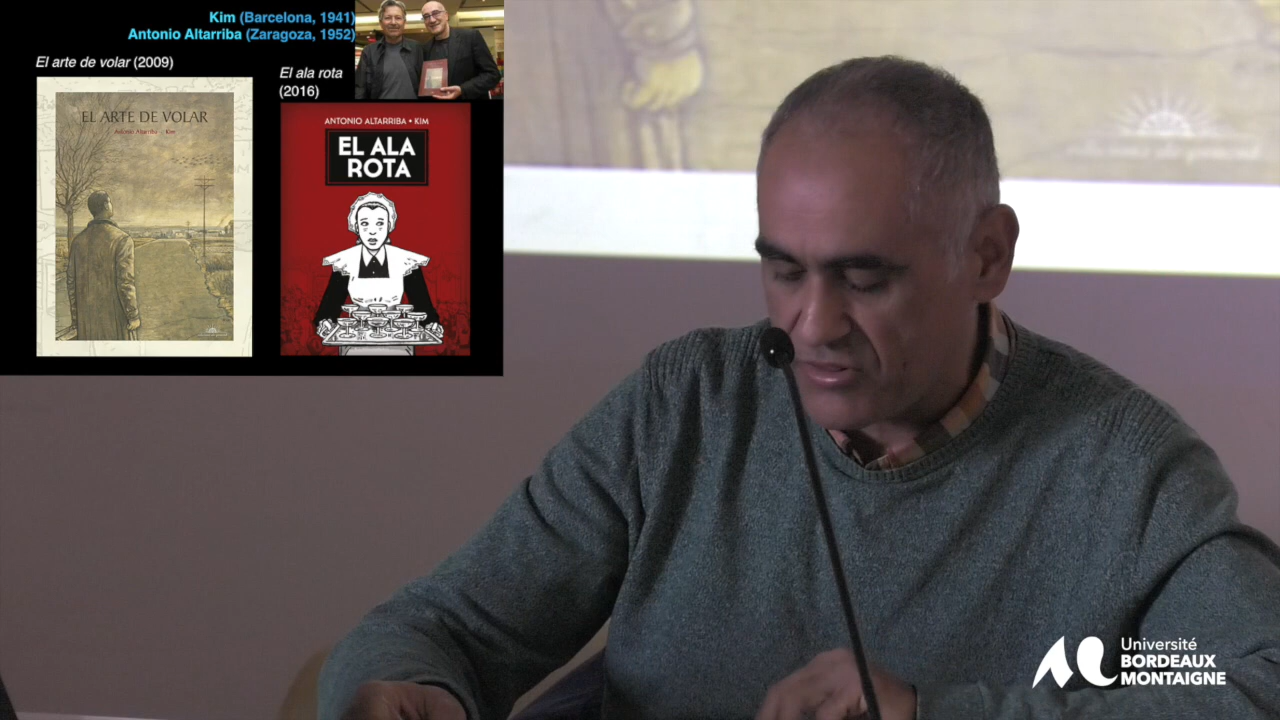 Kim (Barcelona, 1941)
Antonio Altarriba (Zaragoza, 1952)
El arte de volar (2009)
El ala rota
(2016)
EL ARTE DE VOLAR
Antonio Altarriba - Kim
ANTONIO ALTARRIBA • KIM
EL ALA
ROTA
Université
BORDEAUX
MONTAIGNE